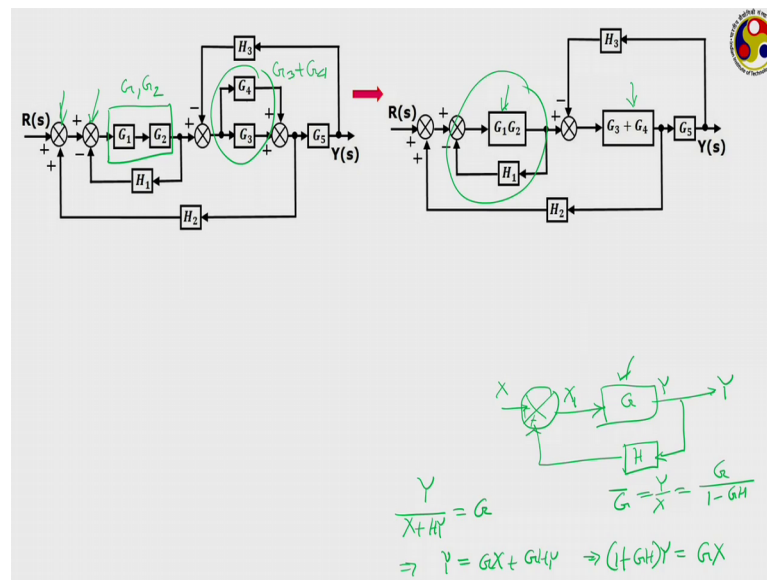 G1G2
G3+G4
H3
G4
R(s) + + − G1 G2 + − + + G3 G5
Y(s)
H1
H2
H3
R(s) + + − G1G2 + − G3 + G4 G5
Y(s)
H1
H2
X X1 G Y Y
+
H
Y/(X+HY) = G
G̅ = Y/X = G/(1-GH)
⇒ Y = GX + GHY ⇒ (1+GH)Y = GX